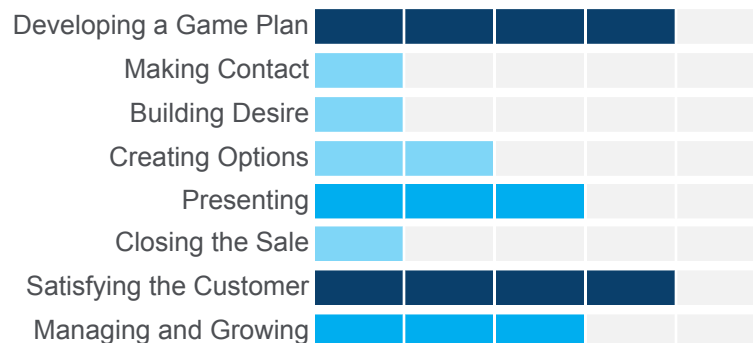 Developing a Game Plan
Making Contact
Building Desire
Creating Options
Presenting
Closing the Sale
Satisfying the Customer
Managing and Growing